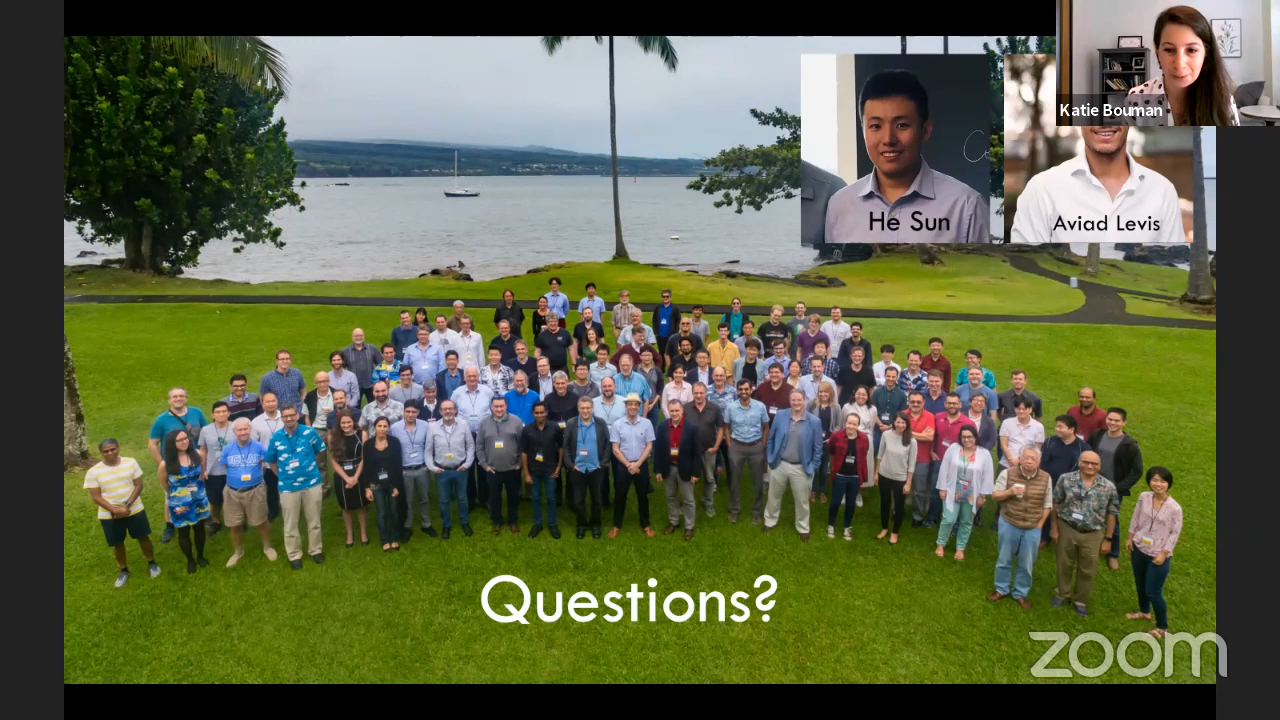 Katie Bouman
He Sun
Aviad Levis
Questions?
zoom